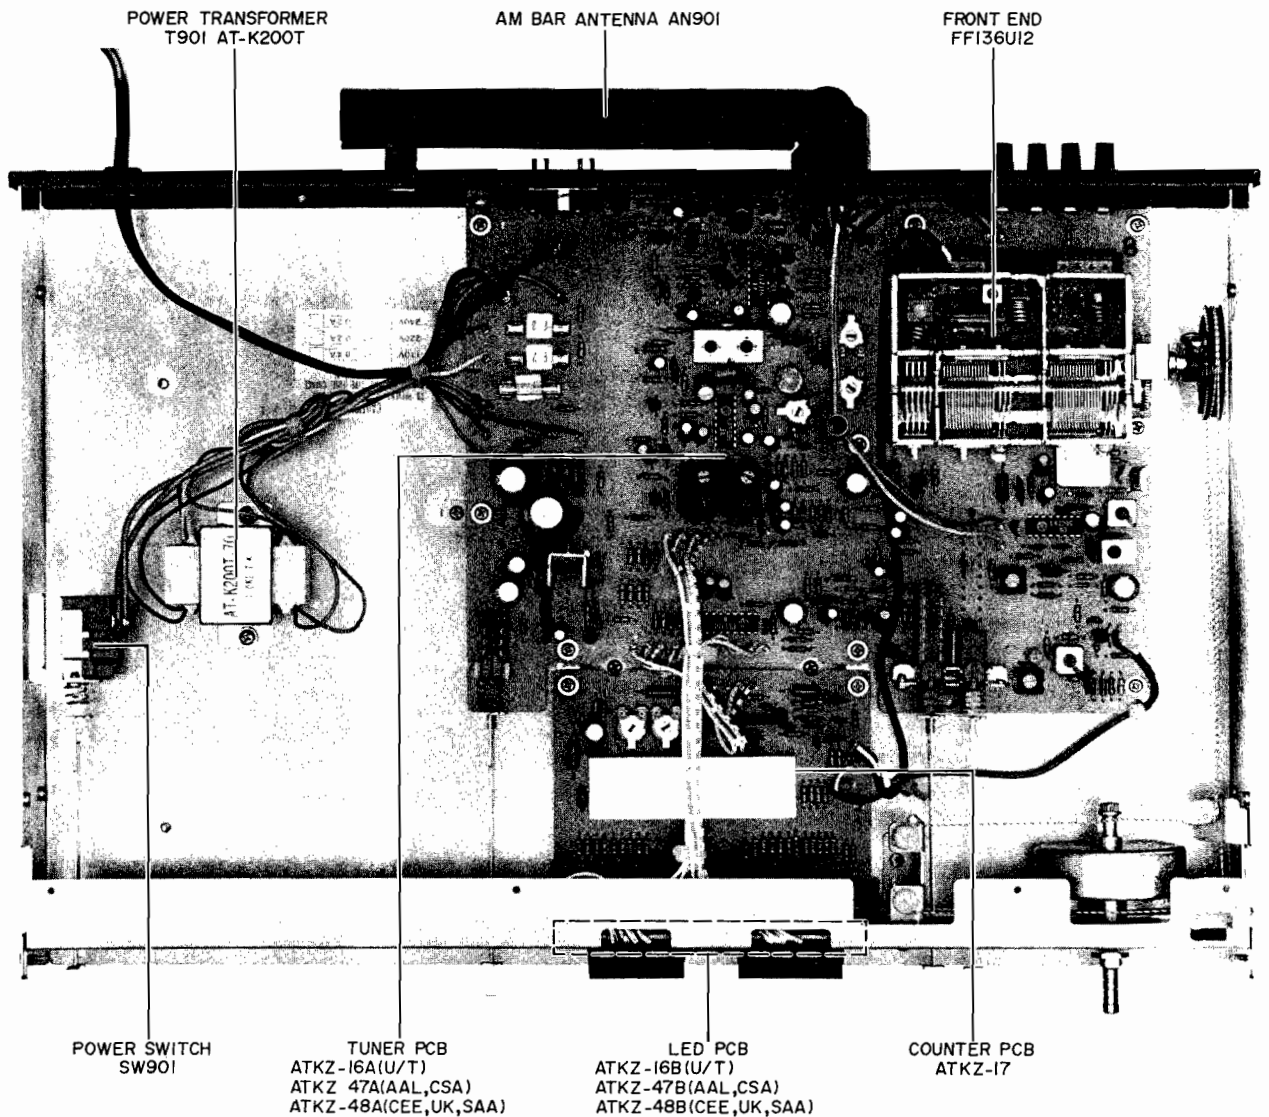 POWER TRANSFORMER
T901 AT-K200T
AM BAR ANTENNA AN901
FRONT END
FF136U12
AT-K200T
POWER SWITCH
SW901
TUNER PCB
ATKZ-16A(U/T)
ATKZ 47A(AAL,CSA)
ATKZ-48A(CEE,UK,SAA)
LED PCB
ATKZ-16B(U/T)
ATKZ-47B(AAL,CSA)
ATKZ-48B(CEE,UK,SAA)
COUNTER PCB
ATKZ-17